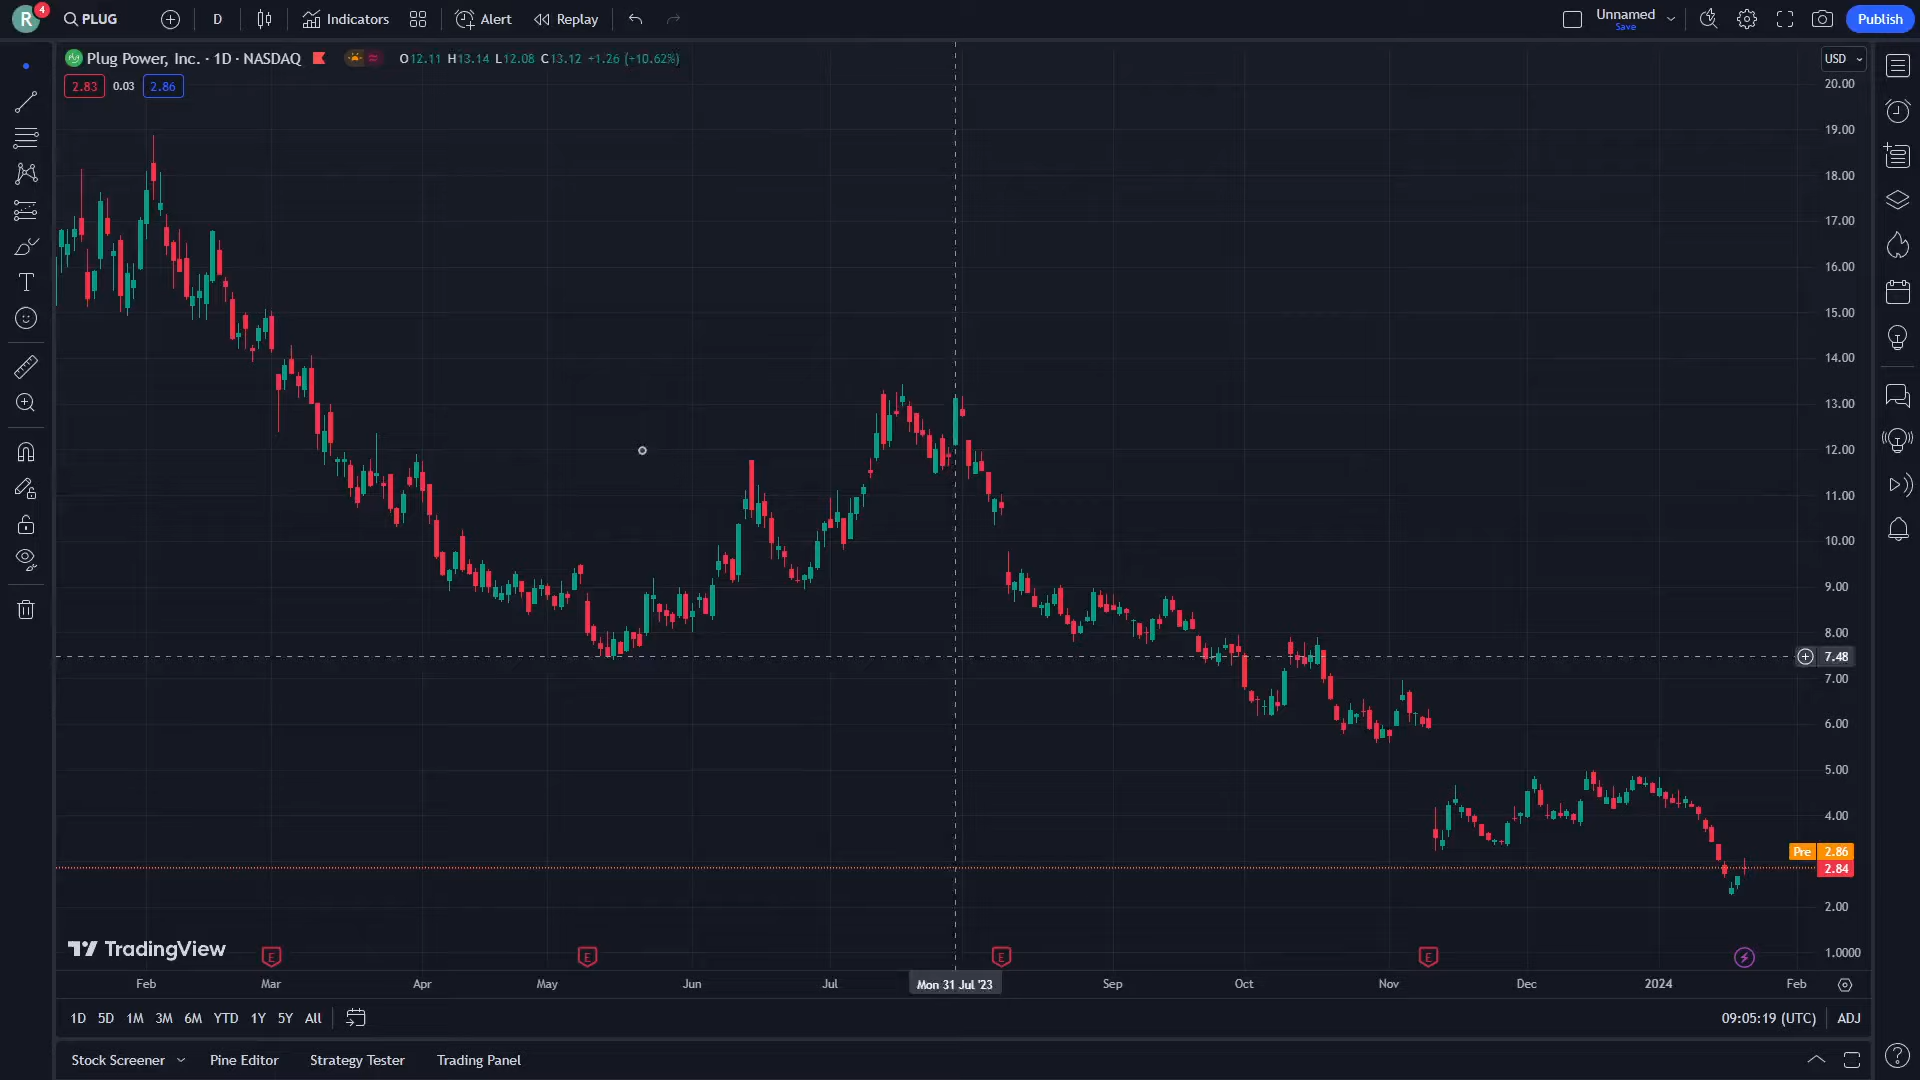 R 4 PLUG D Indicators Alert Replay Unnamed Save Publish
Plug Power, Inc. · 1D · NASDAQ O12.11 H13.14 L12.08 C13.12 +1.26 (+10.62%) USD
2.83 0.03 2.86
20.00
19.00
18.00
17.00
16.00
15.00
14.00
13.00
12.00
11.00
10.00
9.00
8.00
7.48
7.00
6.00
5.00
4.00
Pre 2.86
2.84
2.00
TradingView
E E E E
1.0000
Feb Mar Apr May Jun Jul Mon 31 Jul '23 Sep Oct Nov Dec 2024 Feb
1D 5D 1M 3M 6M YTD 1Y 5Y All 09:05:19 (UTC) ADJ
Stock Screener Pine Editor Strategy Tester Trading Panel